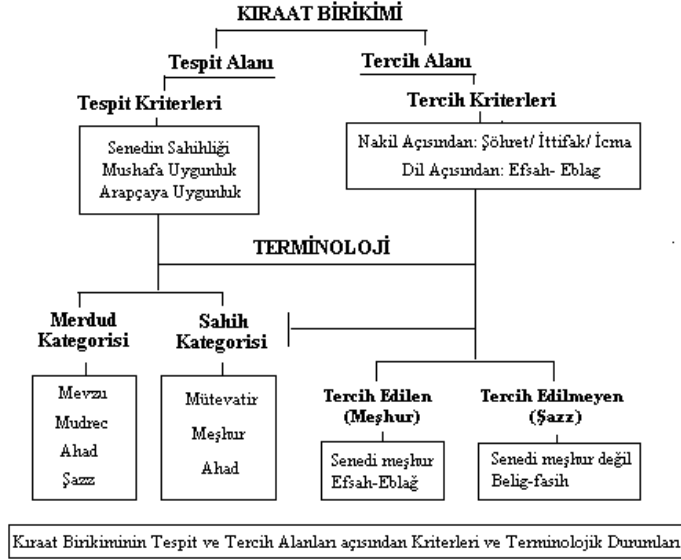 KIRAAT BİRİKİMİ
Tespit Alanı
Tercih Alanı
Tespit Kriterleri
Tercih Kriterleri
Senedin Sahihliği
Mushafa Uygunluk
Arapçaya Uygunluk
Nakil Açısından: Şöhret/ İttifak/ İcma
Dil Açısından: Efsah- Eblag
TERMİNOLOJİ
Merdud
Kategorisi
Sahih
Kategorisi
Mevzu
Mudrec
Ahad
Şazz
Mütevatir
Meşhur
Ahad
Tercih Edilen
(Meşhur)
Tercih Edilmeyen
(Şazz)
Senedi meşhur
Efsah-Eblağ
Senedi meşhur değil
Belig-fasih
Kıraat Birikiminin Tespit ve Tercih Alanları açısından Kriterleri ve Terminolojik Durumları